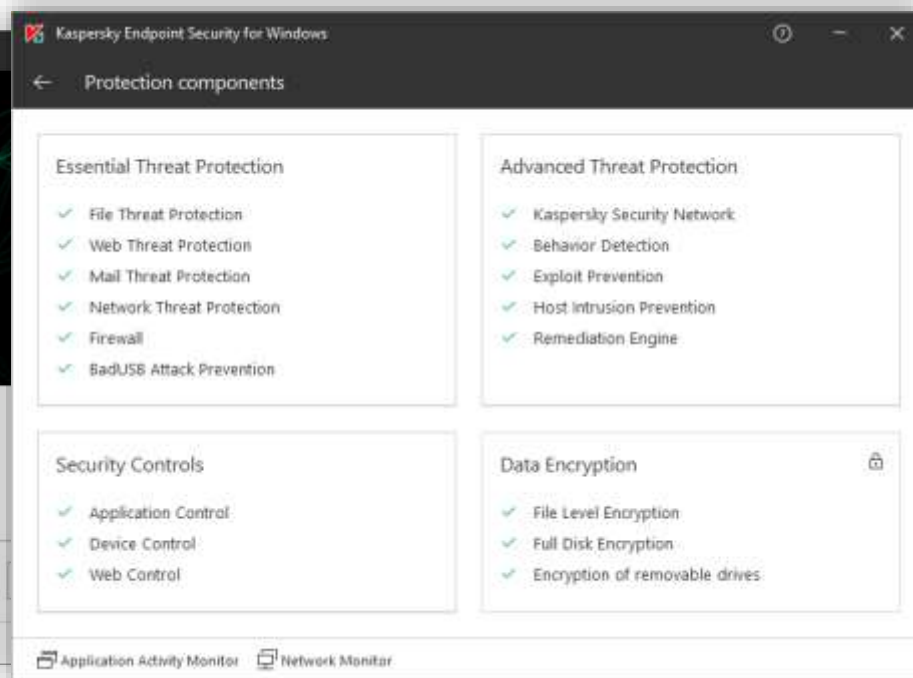 Kaspersky Endpoint Security for Windows
Protection components
Essential Threat Protection
File Threat Protection
Web Threat Protection
Mail Threat Protection
Network Threat Protection
Firewall
BadUSB Attack Prevention
Advanced Threat Protection
Kaspersky Security Network
Behavior Detection
Exploit Prevention
Host Intrusion Prevention
Remediation Engine
Security Controls
Application Control
Device Control
Web Control
Data Encryption
File Level Encryption
Full Disk Encryption
Encryption of removable drives
Application Activity Monitor Network Monitor